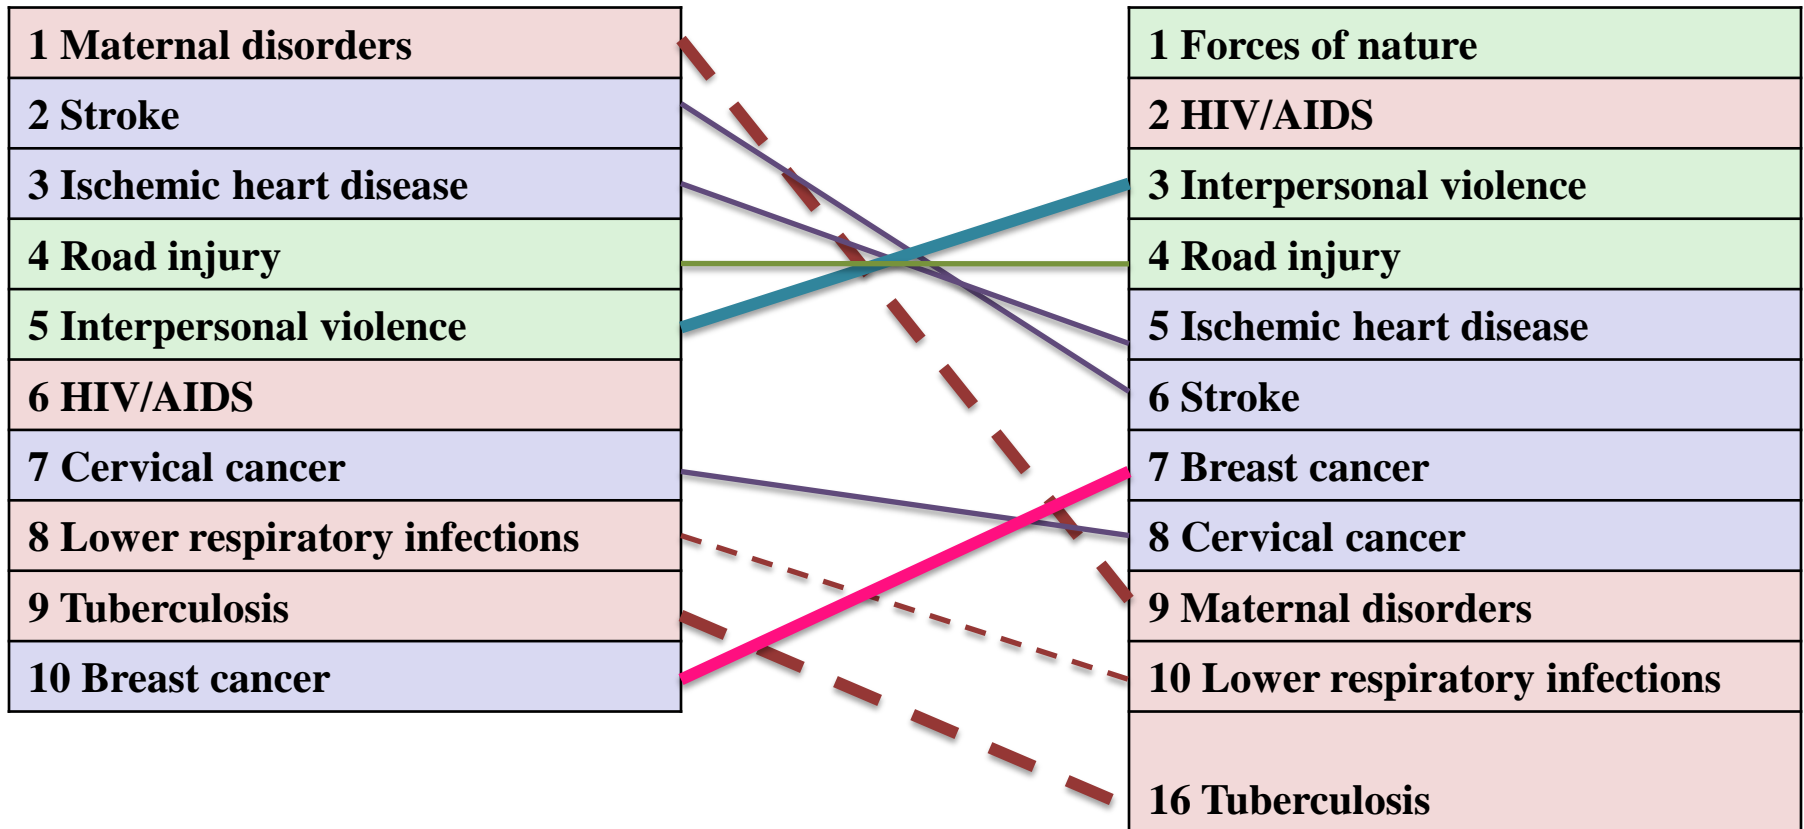 1 Maternal disorders
2 Stroke
3 Ischemic heart disease
4 Road injury
5 Interpersonal violence
6 HIV/AIDS
7 Cervical cancer
8 Lower respiratory infections
9 Tuberculosis
10 Breast cancer
1 Forces of nature
2 HIV/AIDS
3 Interpersonal violence
4 Road injury
5 Ischemic heart disease
6 Stroke
7 Breast cancer
8 Cervical cancer
9 Maternal disorders
10 Lower respiratory infections
16 Tuberculosis